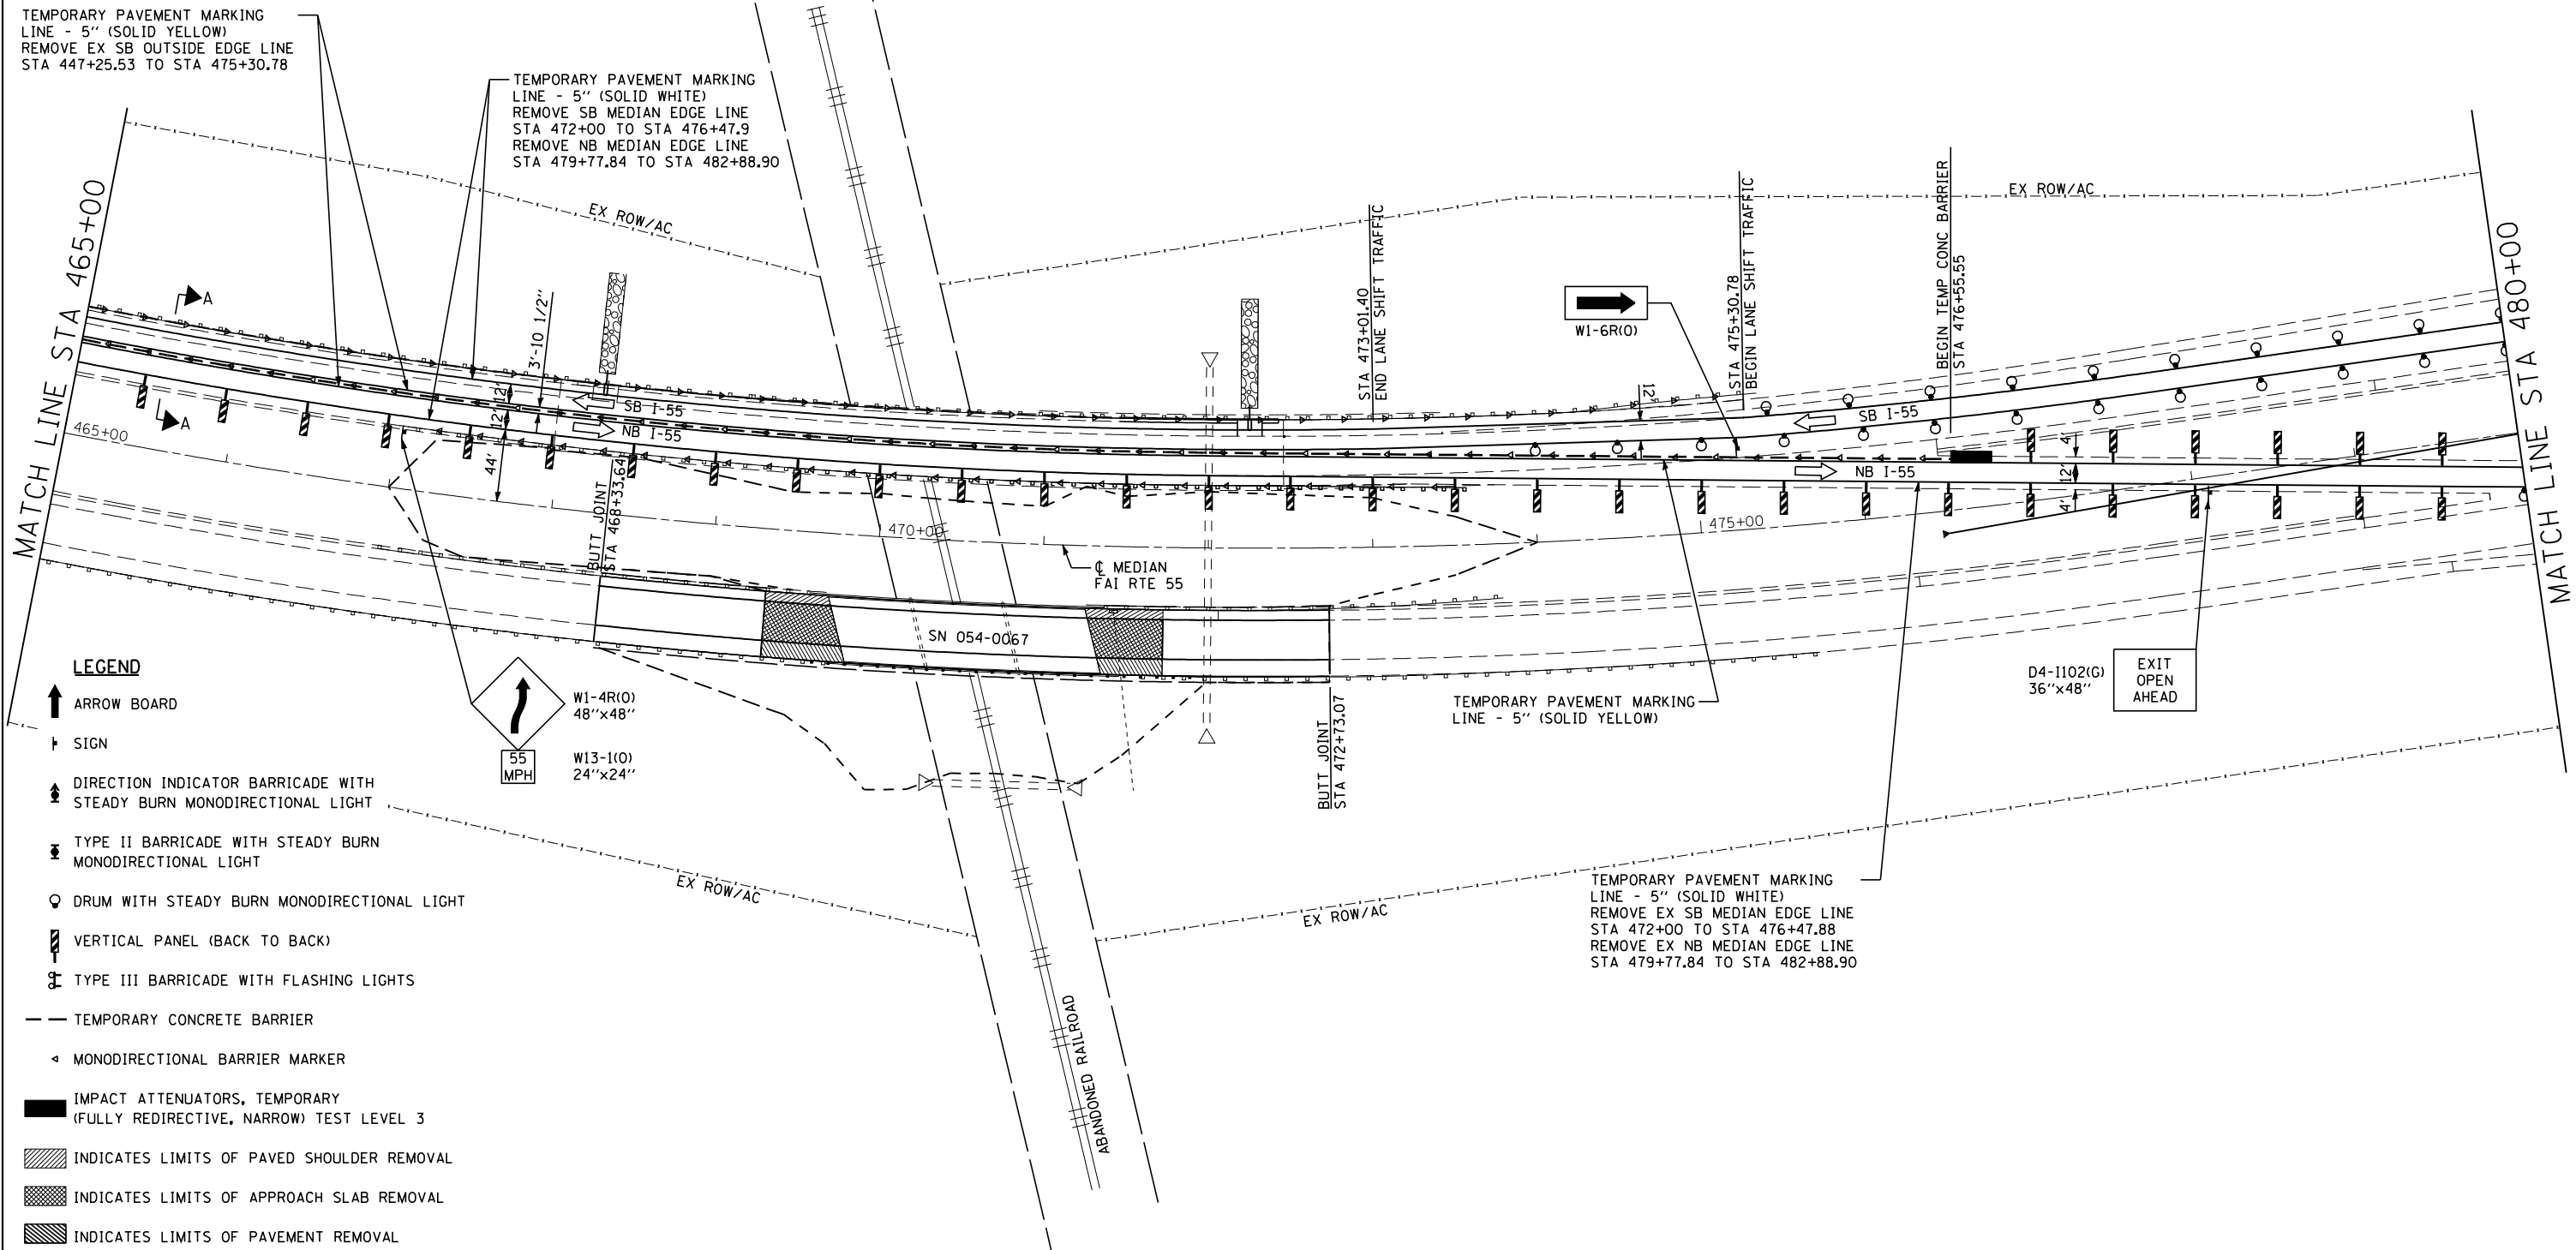 TEMPORARY PAVEMENT MARKING
LINE - 5'' (SOLID YELLOW)
REMOVE EX SB OUTSIDE EDGE LINE
STA 447+25.53 TO STA 475+30.78
TEMPORARY PAVEMENT MARKING
LINE - 5'' (SOLID WHITE)
REMOVE SB MEDIAN EDGE LINE
STA 472+00 TO STA 476+47.9
REMOVE NB MEDIAN EDGE LINE
STA 479+77.84 TO STA 482+88.90
MATCH LINE STA 465+00
EX ROW/AC
EX ROW/AC
STA 473+01.40
END LANE SHIFT TRAFFIC
STA 475+30.78
BEGIN LANE SHIFT TRAFFIC
BEGIN TEMP CONC BARRIER
STA 476+55.55
MATCH LINE STA 480+00
W1-6R(O)
A
A
3'-10 1/2''
12'
12'
44'
SB I-55
NB I-55
12'
SB I-55
NB I-55
4'
12'
4'
465+00
470+00
475+00
BUTT JOINT
STA 468+33.64
℄ MEDIAN
FAI RTE 55
SN 054-0067
BUTT JOINT
STA 472+73.07
TEMPORARY PAVEMENT MARKING
LINE - 5'' (SOLID YELLOW)
D4-I102(G)
36''x48''
EXIT
OPEN
AHEAD
W1-4R(O)
48''x48''
55
MPH
W13-1(O)
24''x24''
TEMPORARY PAVEMENT MARKING
LINE - 5'' (SOLID WHITE)
REMOVE EX SB MEDIAN EDGE LINE
STA 472+00 TO STA 476+47.88
REMOVE EX NB MEDIAN EDGE LINE
STA 479+77.84 TO STA 482+88.90
EX ROW/AC
EX ROW/AC
ABANDONED RAILROAD
LEGEND
ARROW BOARD
SIGN
DIRECTION INDICATOR BARRICADE WITH
STEADY BURN MONODIRECTIONAL LIGHT
TYPE II BARRICADE WITH STEADY BURN
MONODIRECTIONAL LIGHT
DRUM WITH STEADY BURN MONODIRECTIONAL LIGHT
VERTICAL PANEL (BACK TO BACK)
TYPE III BARRICADE WITH FLASHING LIGHTS
TEMPORARY CONCRETE BARRIER
MONODIRECTIONAL BARRIER MARKER
IMPACT ATTENUATORS, TEMPORARY
(FULLY REDIRECTIVE, NARROW) TEST LEVEL 3
INDICATES LIMITS OF PAVED SHOULDER REMOVAL
INDICATES LIMITS OF APPROACH SLAB REMOVAL
INDICATES LIMITS OF PAVEMENT REMOVAL